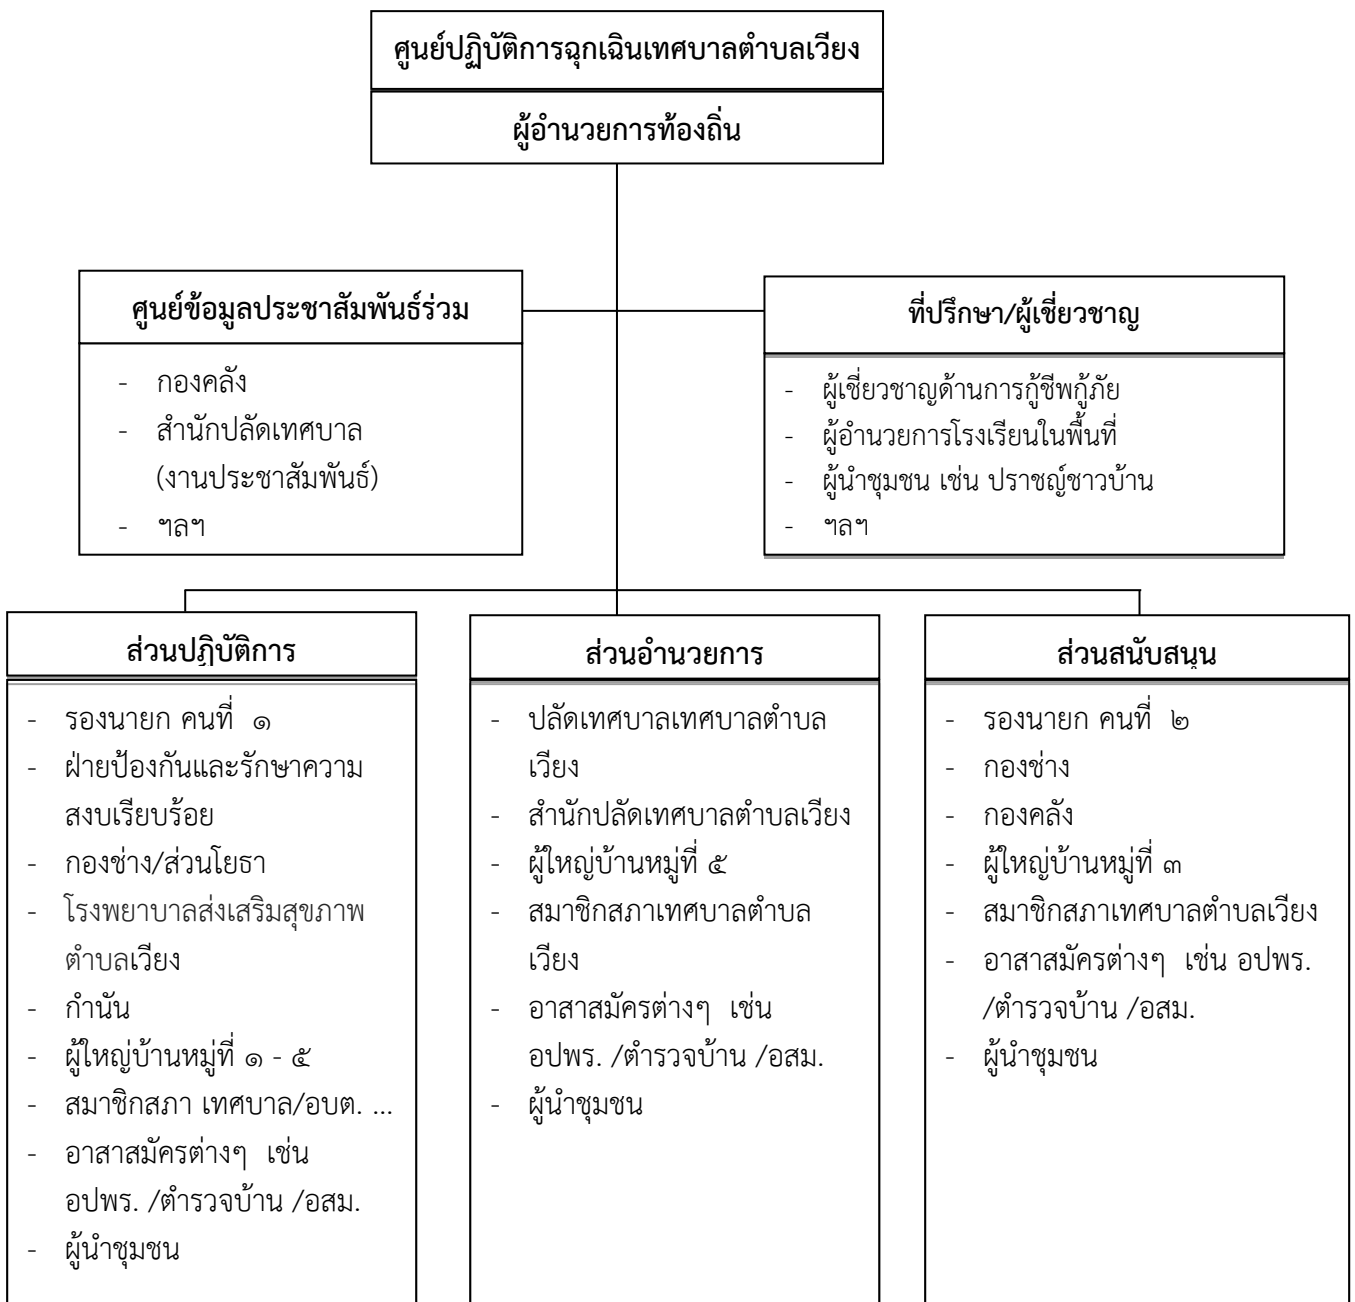 ศูนย์ปฏิบัติการฉุกเฉินเทศบาลตำบลเวียง
ผู้อำนวยการท้องถิ่น
ศูนย์ข้อมูลประชาสัมพันธ์ร่วม
- กองคลัง
- สำนักปลัดเทศบาล
(งานประชาสัมพันธ์)
- ฯลฯ
ที่ปรึกษา/ผู้เชี่ยวชาญ
- ผู้เชี่ยวชาญด้านการกู้ชีพกู้ภัย
- ผู้อำนวยการโรงเรียนในพื้นที่
- ผู้นำชุมชน เช่น ปราชญ์ชาวบ้าน
- ฯลฯ
ส่วนปฏิบัติการ
- รองนายก คนที่ ๑
- ฝ่ายป้องกันและรักษาความ
สงบเรียบร้อย
- กองช่าง/ส่วนโยธา
- โรงพยาบาลส่งเสริมสุขภาพ
ตำบลเวียง
- กำนัน
- ผู้ใหญ่บ้านหมู่ที่ ๑ - ๕
- สมาชิกสภา เทศบาล/อบต. ...
- อาสาสมัครต่างๆ เช่น
อปพร. /ตำรวจบ้าน /อสม.
- ผู้นำชุมชน
ส่วนอำนวยการ
- ปลัดเทศบาลเทศบาลตำบล
เวียง
- สำนักปลัดเทศบาลตำบลเวียง
- ผู้ใหญ่บ้านหมู่ที่ ๕
- สมาชิกสภาเทศบาลตำบล
เวียง
- อาสาสมัครต่างๆ เช่น
อปพร. /ตำรวจบ้าน /อสม.
- ผู้นำชุมชน
ส่วนสนับสนุน
- รองนายก คนที่ ๒
- กองช่าง
- กองคลัง
- ผู้ใหญ่บ้านหมู่ที่ ๓
- สมาชิกสภาเทศบาลตำบลเวียง
- อาสาสมัครต่างๆ เช่น อปพร.
/ตำรวจบ้าน /อสม.
- ผู้นำชุมชน